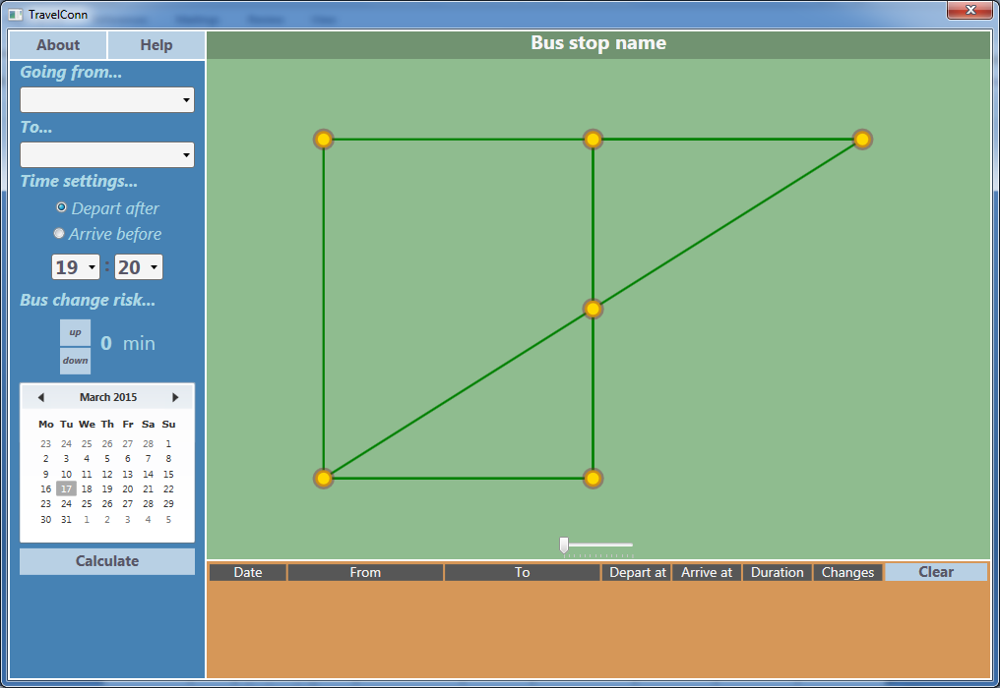 TravelConn
About Help
Bus stop name
Going from...
To...
Time settings...
Depart after
Arrive before
19 : 20
Bus change risk...
up
0 min
down
March 2015
Mo Tu We Th Fr Sa Su
23 24 25 26 27 28 1
2 3 4 5 6 7 8
9 10 11 12 13 14 15
16 17 18 19 20 21 22
23 24 25 26 27 28 29
30 31 1 2 3 4 5
Calculate
Date From To Depart at Arrive at Duration Changes Clear